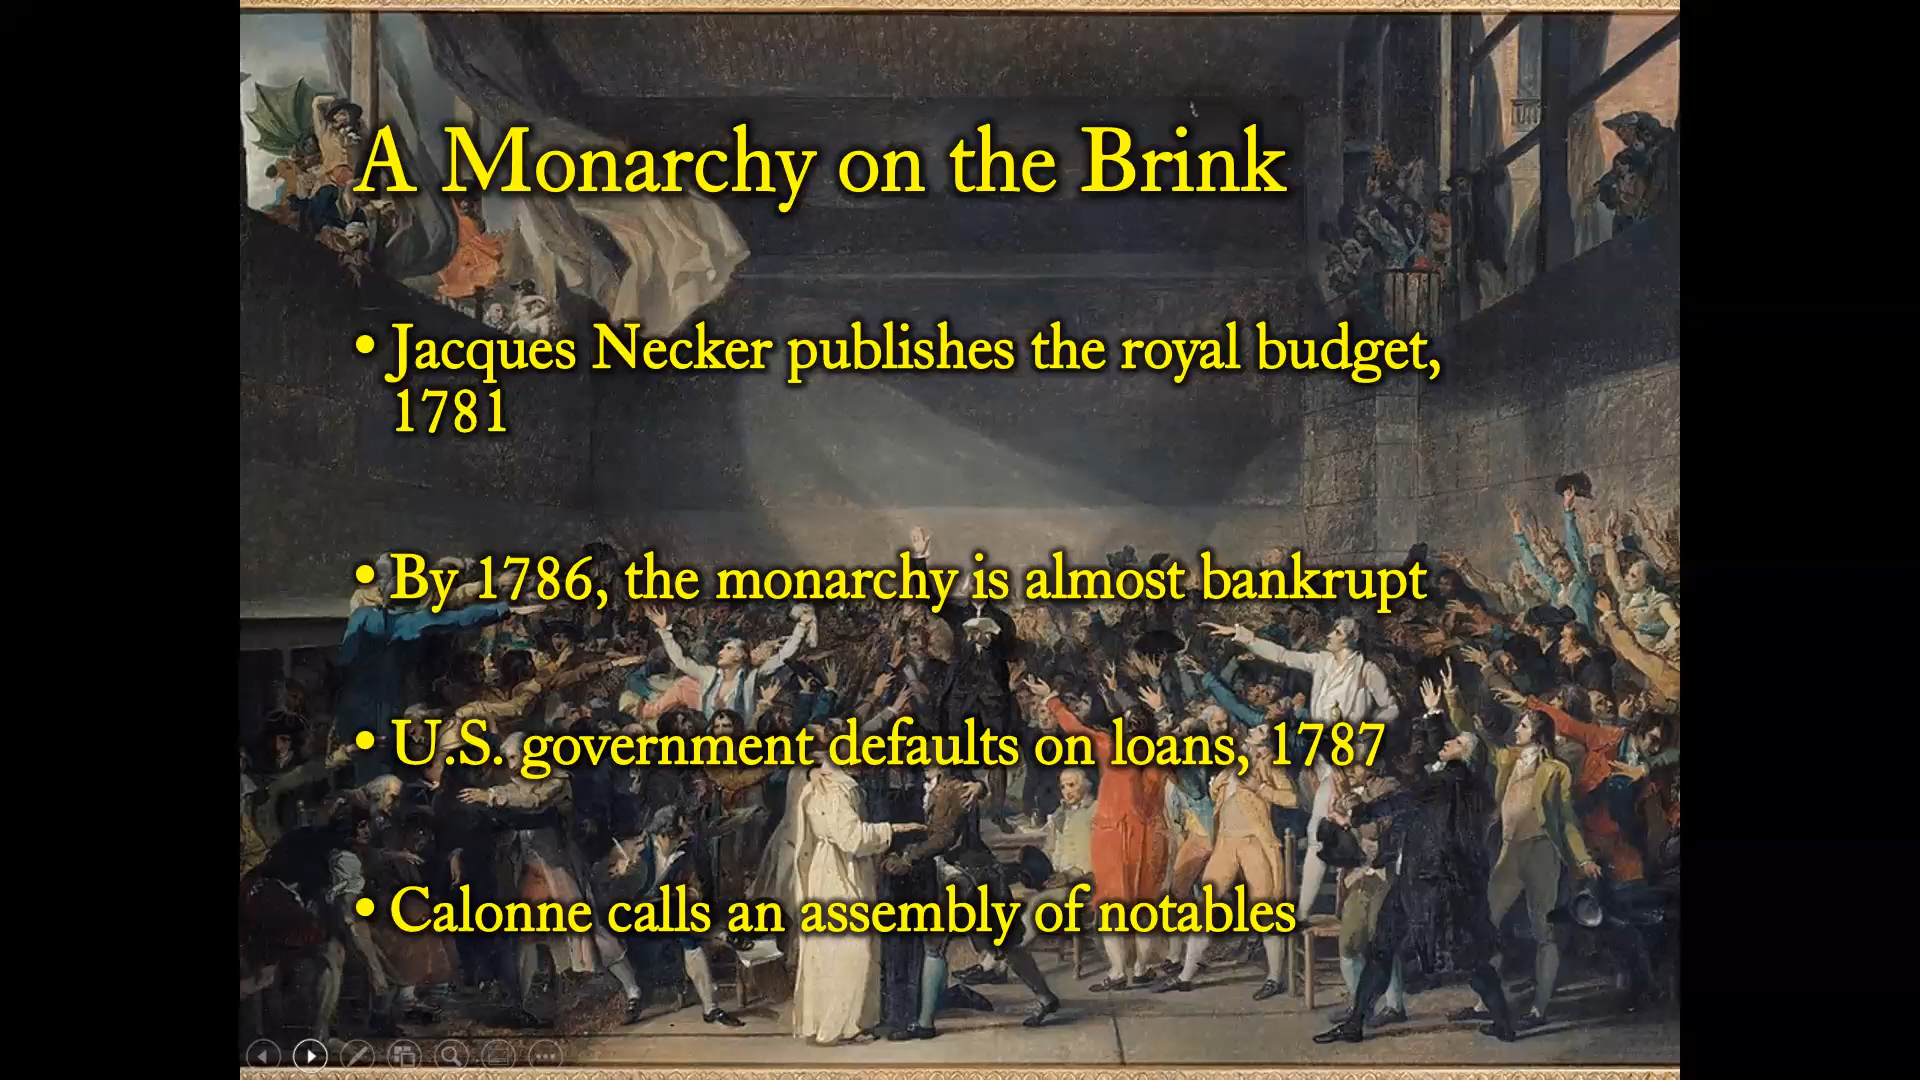 A Monarchy on the Brink
• Jacques Necker publishes the royal budget,
1781
• By 1786, the monarchy is almost bankrupt
• U.S. government defaults on loans, 1787
• Calonne calls an assembly of notables